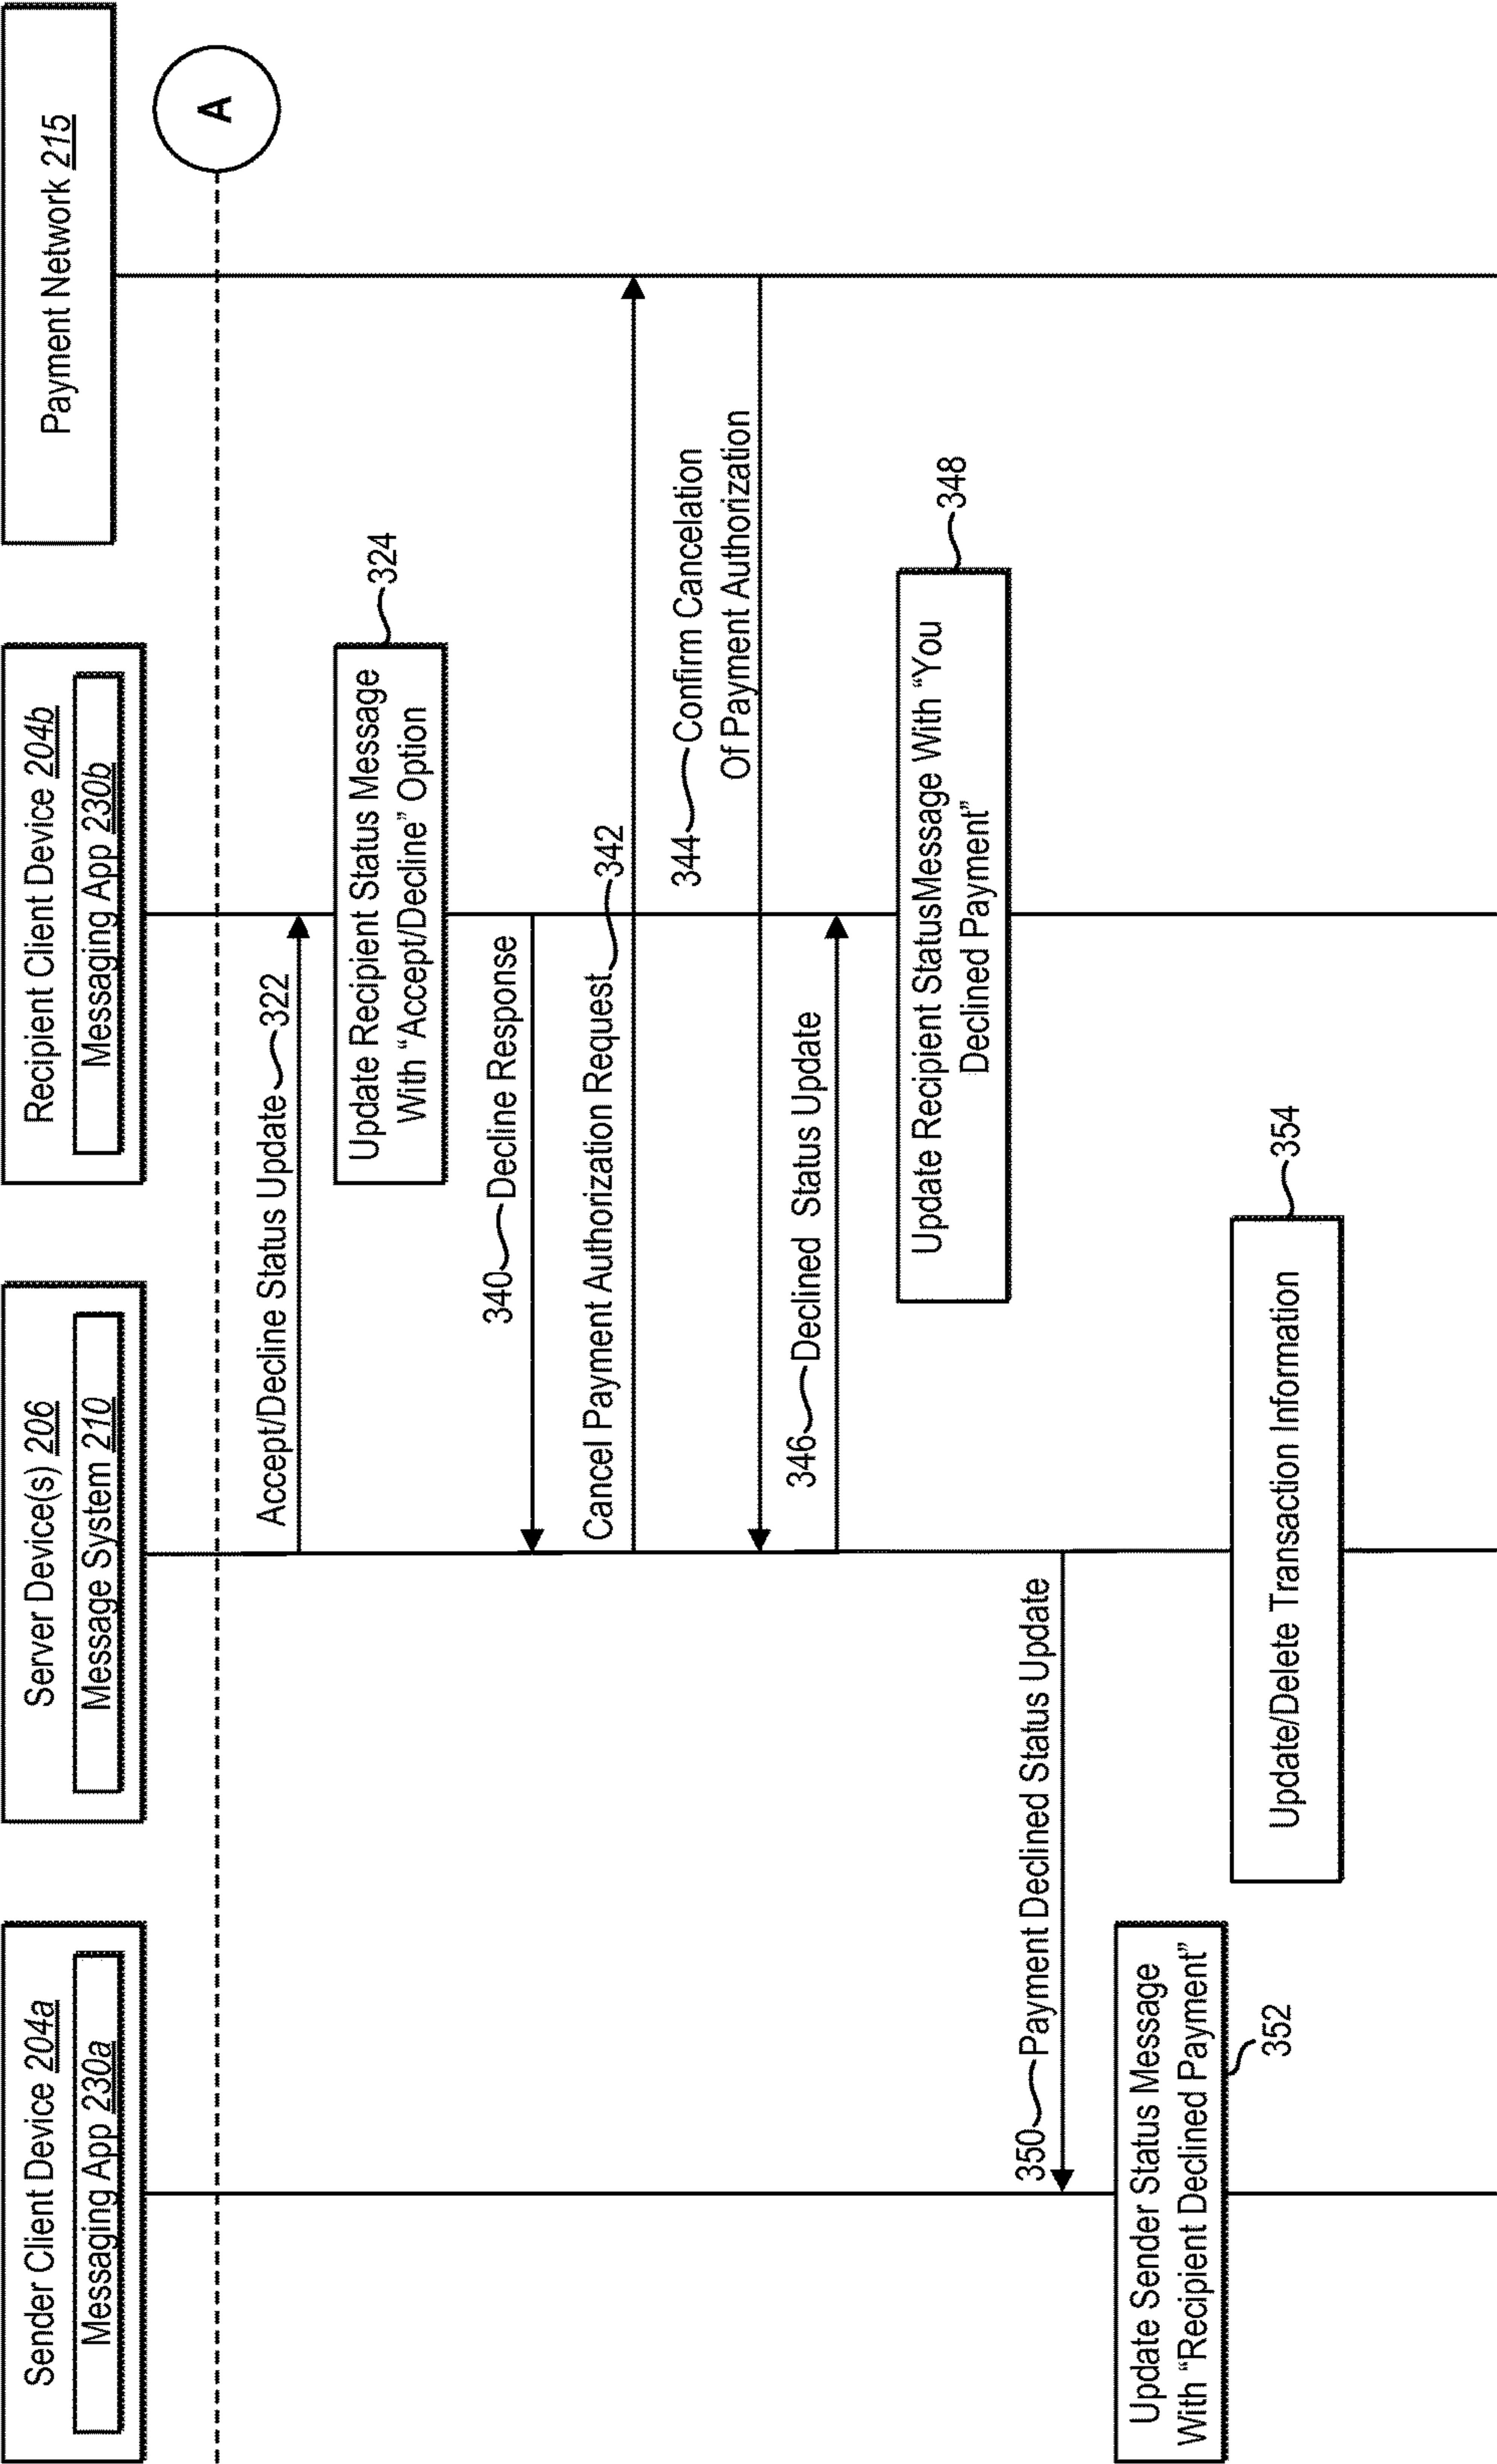 Sender Client Device 204a
Messaging App 230a
Server Device(s) 206
Message System 210
Recipient Client Device 204b
Messaging App 230b
Payment Network 215
A
Accept/Decline Status Update 322
Update Recipient Status Message
With “Accept/Decline” Option
324
340 Decline Response
Cancel Payment Authorization Request 342
344 Confirm Cancelation
Of Payment Authorization
346 Declined Status Update
Update Recipient StatusMessage With “You
Declined Payment”
348
350 Payment Declined Status Update
Update Sender Status Message
With “Recipient Declined Payment”
352
Update/Delete Transaction Information
354